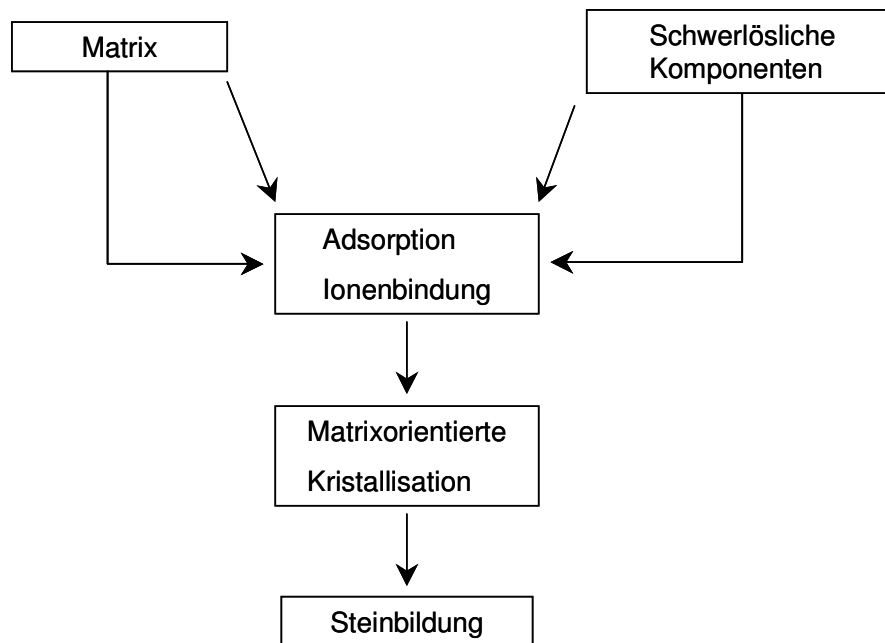 Matrix
Schwerlösliche
Komponenten
Adsorption
Ionenbindung
Matrixorientierte
Kristallisation
Steinbildung